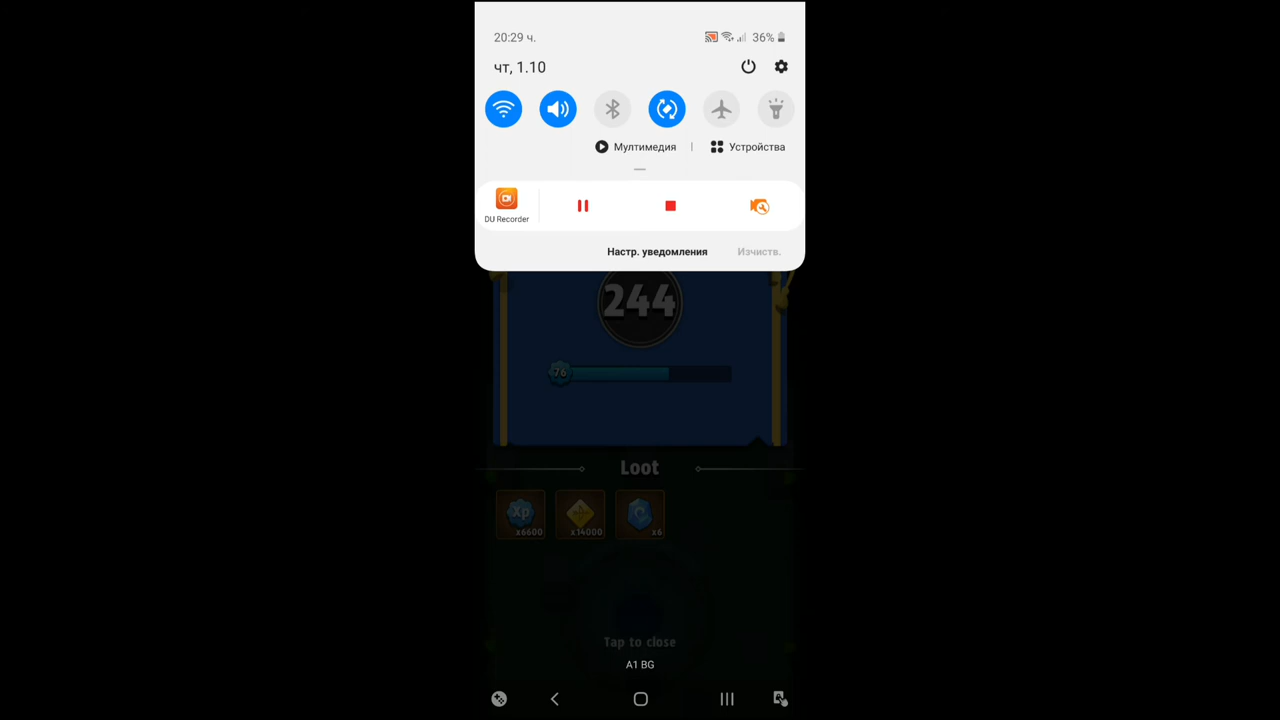 20:29 ч.
36%
чт, 1.10
Мултимедия | Устройства
DU Recorder
Настр. уведомления
Изчиств.
244
76
Loot
Xp
x6600
x14000
x6
Tap to close
A1 BG